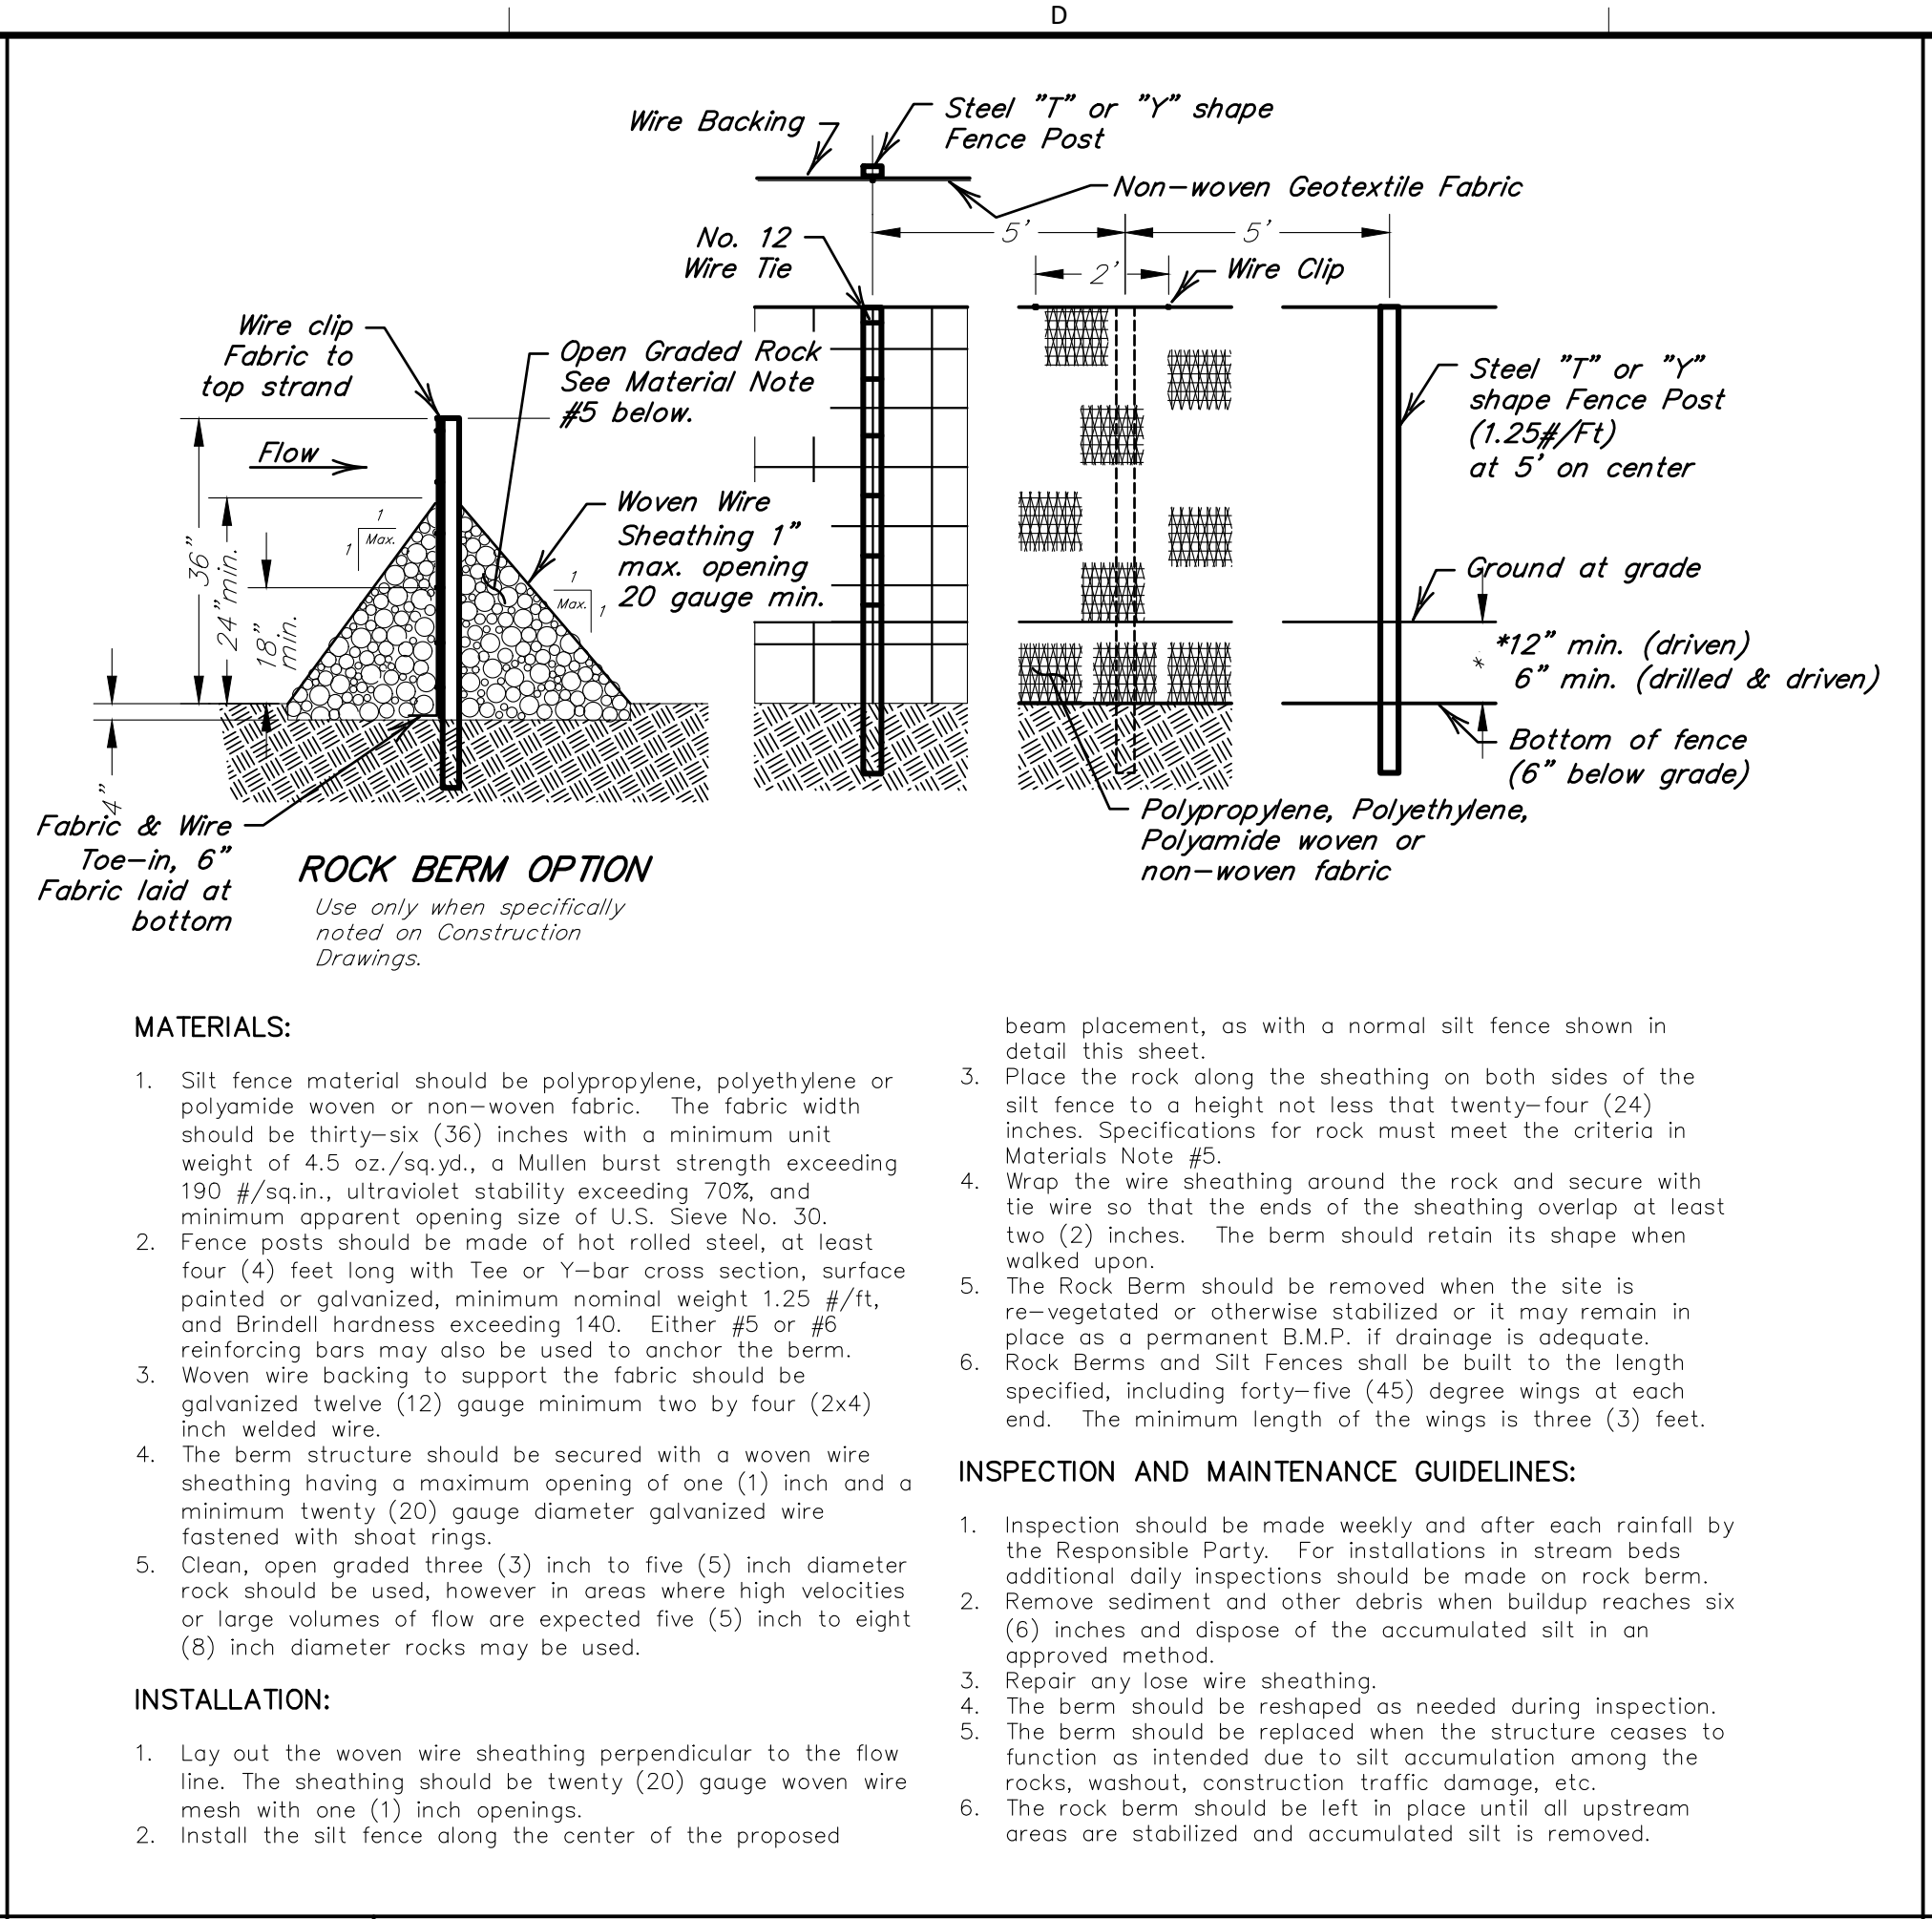 D
Wire Backing
Steel "T" or "Y" shape
Fence Post
Non-woven Geotextile Fabric
5'
5'
No. 12
Wire Tie
2'
Wire Clip
Wire clip
Fabric to
top strand
Open Graded Rock
See Material Note
#5 below.
Flow
Woven Wire
Sheathing 1"
max. opening
20 gauge min.
1
1
Max.
1
Max.
1
36"
24"min.
18"
min.
4"
Steel "T" or "Y"
shape Fence Post
(1.25#/Ft)
at 5' on center
Ground at grade
*
*12" min. (driven)
6" min. (drilled & driven)
Bottom of fence
(6" below grade)
Fabric & Wire
Toe-in, 6"
Fabric laid at
bottom
Polypropylene, Polyethylene,
Polyamide woven or
non-woven fabric
ROCK BERM OPTION
Use only when specifically
noted on Construction
Drawings.
MATERIALS:
1. Silt fence material should be polypropylene, polyethylene or
polyamide woven or non-woven fabric. The fabric width
should be thirty-six (36) inches with a minimum unit
weight of 4.5 oz./sq.yd., a Mullen burst strength exceeding
190 #/sq.in., ultraviolet stability exceeding 70%, and
minimum apparent opening size of U.S. Sieve No. 30.
2. Fence posts should be made of hot rolled steel, at least
four (4) feet long with Tee or Y-bar cross section, surface
painted or galvanized, minimum nominal weight 1.25 #/ft,
and Brindell hardness exceeding 140. Either #5 or #6
reinforcing bars may also be used to anchor the berm.
3. Woven wire backing to support the fabric should be
galvanized twelve (12) gauge minimum two by four (2x4)
inch welded wire.
4. The berm structure should be secured with a woven wire
sheathing having a maximum opening of one (1) inch and a
minimum twenty (20) gauge diameter galvanized wire
fastened with shoat rings.
5. Clean, open graded three (3) inch to five (5) inch diameter
rock should be used, however in areas where high velocities
or large volumes of flow are expected five (5) inch to eight
(8) inch diameter rocks may be used.
INSTALLATION:
1. Lay out the woven wire sheathing perpendicular to the flow
line. The sheathing should be twenty (20) gauge woven wire
mesh with one (1) inch openings.
2. Install the silt fence along the center of the proposed
beam placement, as with a normal silt fence shown in
detail this sheet.
3. Place the rock along the sheathing on both sides of the
silt fence to a height not less that twenty-four (24)
inches. Specifications for rock must meet the criteria in
Materials Note #5.
4. Wrap the wire sheathing around the rock and secure with
tie wire so that the ends of the sheathing overlap at least
two (2) inches. The berm should retain its shape when
walked upon.
5. The Rock Berm should be removed when the site is
re-vegetated or otherwise stabilized or it may remain in
place as a permanent B.M.P. if drainage is adequate.
6. Rock Berms and Silt Fences shall be built to the length
specified, including forty-five (45) degree wings at each
end. The minimum length of the wings is three (3) feet.
INSPECTION AND MAINTENANCE GUIDELINES:
1. Inspection should be made weekly and after each rainfall by
the Responsible Party. For installations in stream beds
additional daily inspections should be made on rock berm.
2. Remove sediment and other debris when buildup reaches six
(6) inches and dispose of the accumulated silt in an
approved method.
3. Repair any lose wire sheathing.
4. The berm should be reshaped as needed during inspection.
5. The berm should be replaced when the structure ceases to
function as intended due to silt accumulation among the
rocks, washout, construction traffic damage, etc.
6. The rock berm should be left in place until all upstream
areas are stabilized and accumulated silt is removed.